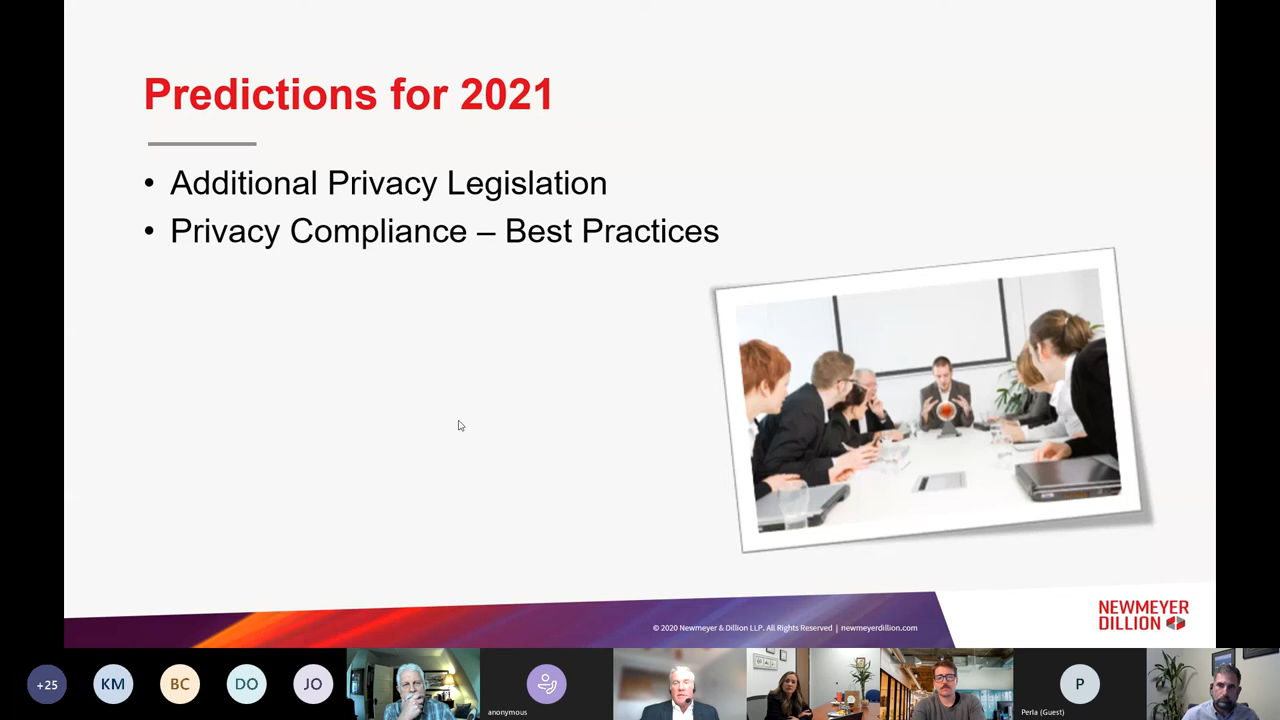 Predictions for 2021
• Additional Privacy Legislation
• Privacy Compliance – Best Practices
© 2020 Newmeyer & Dillion LLP. All Rights Reserved | newmeyerdillion.com
NEWMEYER
DILLION
+25
KM
BC
DO
JO
anonymous
P
Perla (Guest)